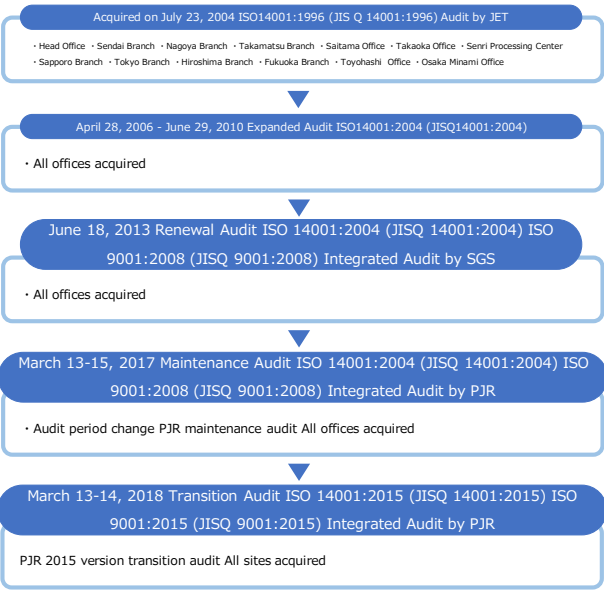 Acquired on July 23, 2004 ISO14001:1996 (JIS Q 14001:1996) Audit by JET
・Head Office ・Sendai Branch ・Nagoya Branch ・Takamatsu Branch ・Saitama Office ・Takaoka Office ・Senri Processing Center
・Sapporo Branch ・Tokyo Branch ・Hiroshima Branch ・Fukuoka Branch ・Toyohashi Office ・Osaka Minami Office
April 28, 2006 - June 29, 2010 Expanded Audit ISO14001:2004 (JISQ14001:2004)
・All offices acquired
June 18, 2013 Renewal Audit ISO 14001:2004 (JISQ 14001:2004) ISO
9001:2008 (JISQ 9001:2008) Integrated Audit by SGS
・All offices acquired
March 13-15, 2017 Maintenance Audit ISO 14001:2004 (JISQ 14001:2004) ISO
9001:2008 (JISQ 9001:2008) Integrated Audit by PJR
・Audit period change PJR maintenance audit All offices acquired
March 13-14, 2018 Transition Audit ISO 14001:2015 (JISQ 14001:2015) ISO
9001:2015 (JISQ 9001:2015) Integrated Audit by PJR
PJR 2015 version transition audit All sites acquired